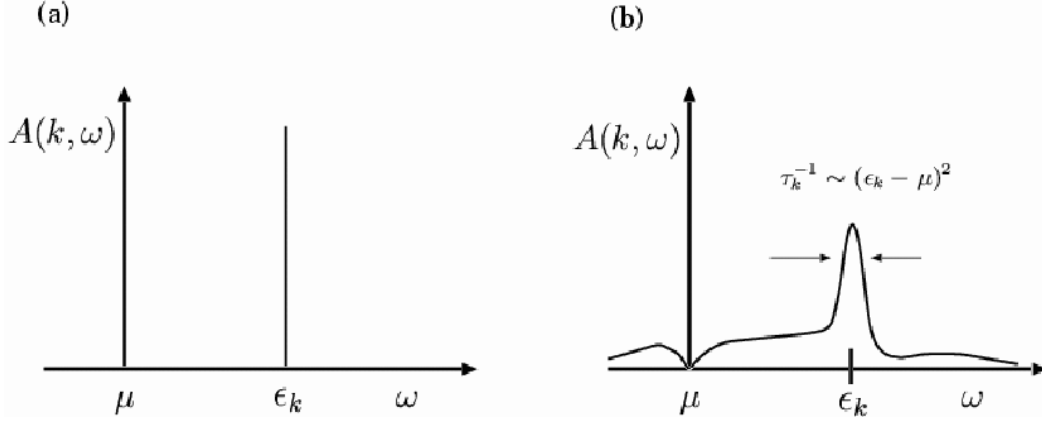 (a)
A(k, ω)
μ
ϵ_k
ω
(b)
A(k, ω)
τ_k^{-1} ∼ (ϵ_k − μ)^2
μ
ϵ_k
ω